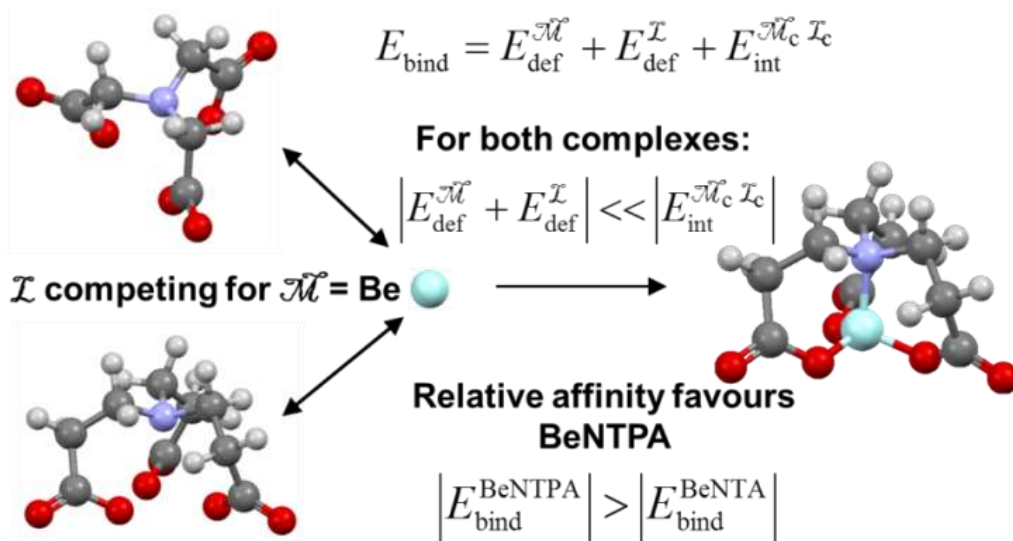 E_bind = E_def^ℳ + E_def^ℒ + E_int^ℳc ℒc
For both complexes:
|E_def^ℳ + E_def^ℒ| << |E_int^ℳc ℒc|
ℒ competing for ℳ = Be
Relative affinity favours
BeNTPA
|E_bind^BeNTPA| > |E_bind^BeNTA|